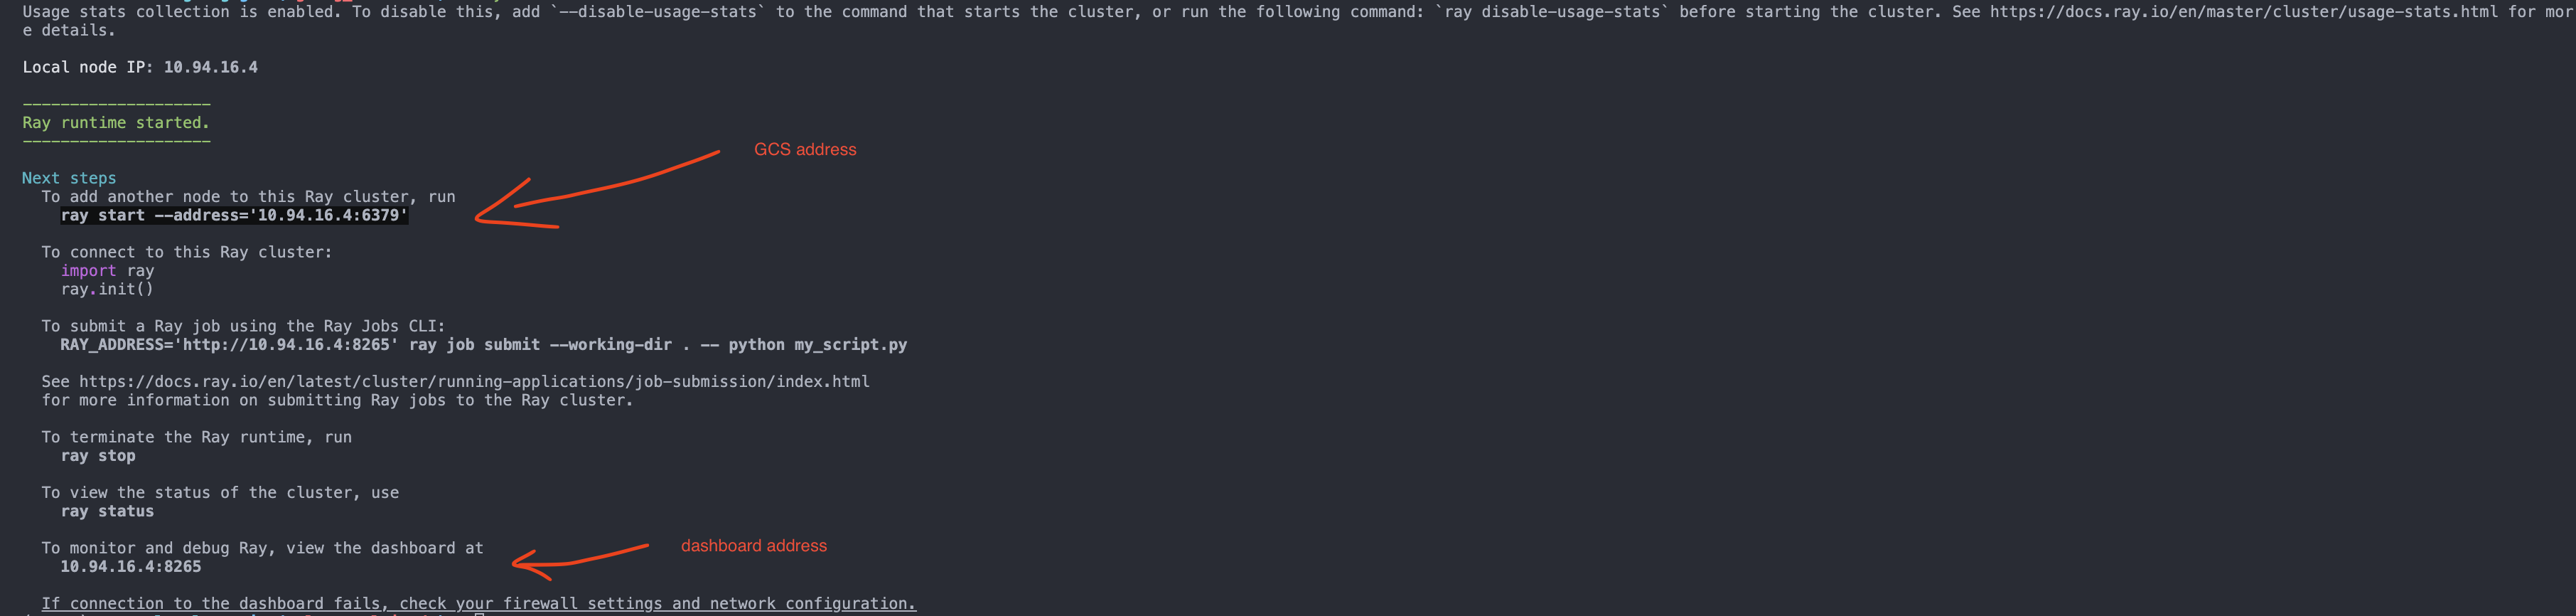 Usage stats collection is enabled. To disable this, add `--disable-usage-stats` to the command that starts the cluster, or run the following command: `ray disable-usage-stats` before starting the cluster. See https://docs.ray.io/en/master/cluster/usage-stats.html for mor
e details.
Local node IP: 10.94.16.4
--------------------
Ray runtime started.
--------------------
GCS address
Next steps
To add another node to this Ray cluster, run
ray start --address='10.94.16.4:6379'
To connect to this Ray cluster:
import ray
ray.init()
To submit a Ray job using the Ray Jobs CLI:
RAY_ADDRESS='http://10.94.16.4:8265' ray job submit --working-dir . -- python my_script.py
See https://docs.ray.io/en/latest/cluster/running-applications/job-submission/index.html
for more information on submitting Ray jobs to the Ray cluster.
To terminate the Ray runtime, run
ray stop
To view the status of the cluster, use
ray status
To monitor and debug Ray, view the dashboard at
dashboard address
10.94.16.4:8265
If connection to the dashboard fails, check your firewall settings and network configuration.